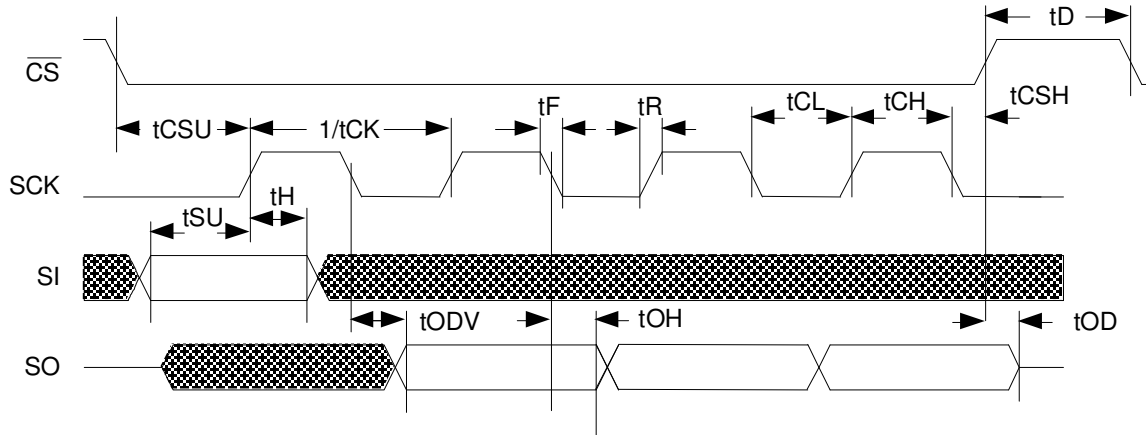 tD
CS
tF tR tCL tCH tCSH
tCSU 1/tCK
SCK
tSU tH
SI
tODV tOH tOD
SO